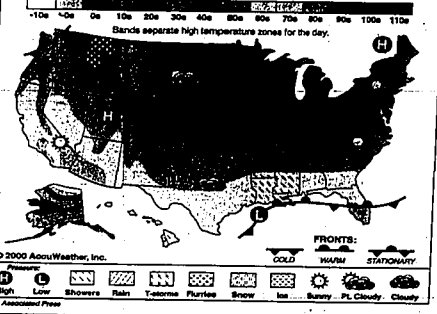 -10s -0s 0s 10s 20s 30s 40s 50s 60s 70s 80s 90s 100s 110s
Bands separate high temperature zones for the day.
H
H
L
© 2000 AccuWeather, Inc.
FRONTS:
COLD WARM STATIONARY
Pressure:
H L
High Low Showers Rain T-storms Flurries Snow Ice Sunny Pt. Cloudy Cloudy
Associated Press